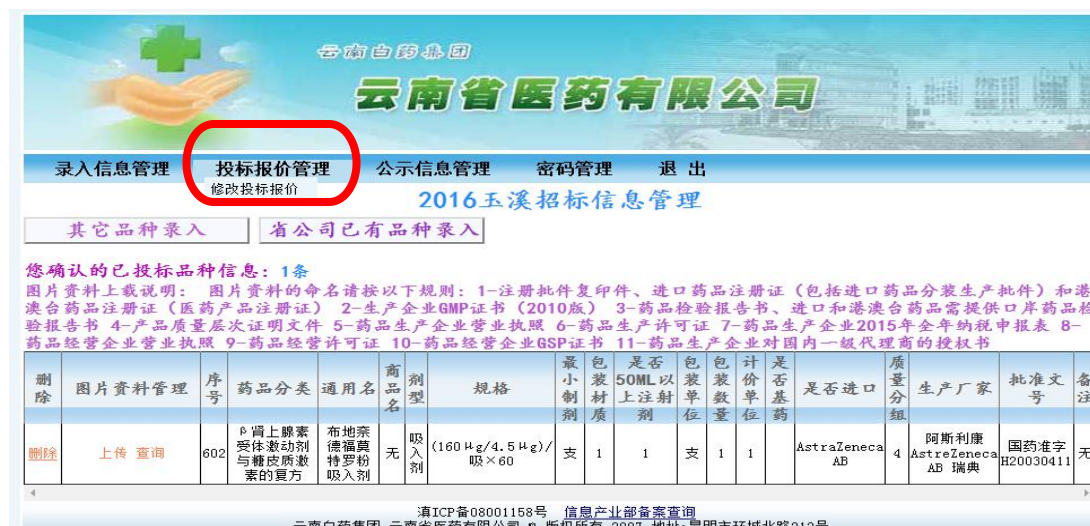 云南白药集团
云南省医药有限公司
录入信息管理 投标报价管理 公示信息管理 密码管理 退 出
修改投标报价
2016玉溪招标信息管理
其它品种录入 省公司已有品种录入
您确认的已投标品种信息: 1条
图片资料上载说明: 图片资料的命名请按以下规则: 1-注册批件复印件、进口药品注册证 (包括进口药品分装生产批件) 和港
澳台药品注册证 (医药产品注册证) 2-生产企业GMP证书 (2010版) 3-药品检验报告书、进口和港澳台药品需提供口岸药品检
验报告书 4-产品质量层次证明文件 5-药品生产企业营业执照 6-药品生产许可证 7-药品生产企业2015年全年纳税申报表 8-
药品经营企业营业执照 9-药品经营许可证 10-药品经营企业GSP证书 11-药品生产企业对国内一级代理商的授权书
删除 图片资料管理 序号 药品分类 通用名 商品名 剂型 规格 最小制剂 包装材质 是否50ML以上注射剂 包装单位 包装数量 计价单位 是否基药 是否进口 质量分组 生产厂家 批准文号 备注
删除 上传 查询 602 β肾上腺素受体激动剂与糖皮质激素的复方 布地奈德福莫特罗粉吸入剂 无 吸入剂 (160μg/4.5μg)/吸×60 支 1 1 支 1 1 AstraZeneca AB 4 阿斯利康 AstreZeneca AB 瑞典 国药准字H20030411 无
滇ICP备08001158号 信息产业部备案查询